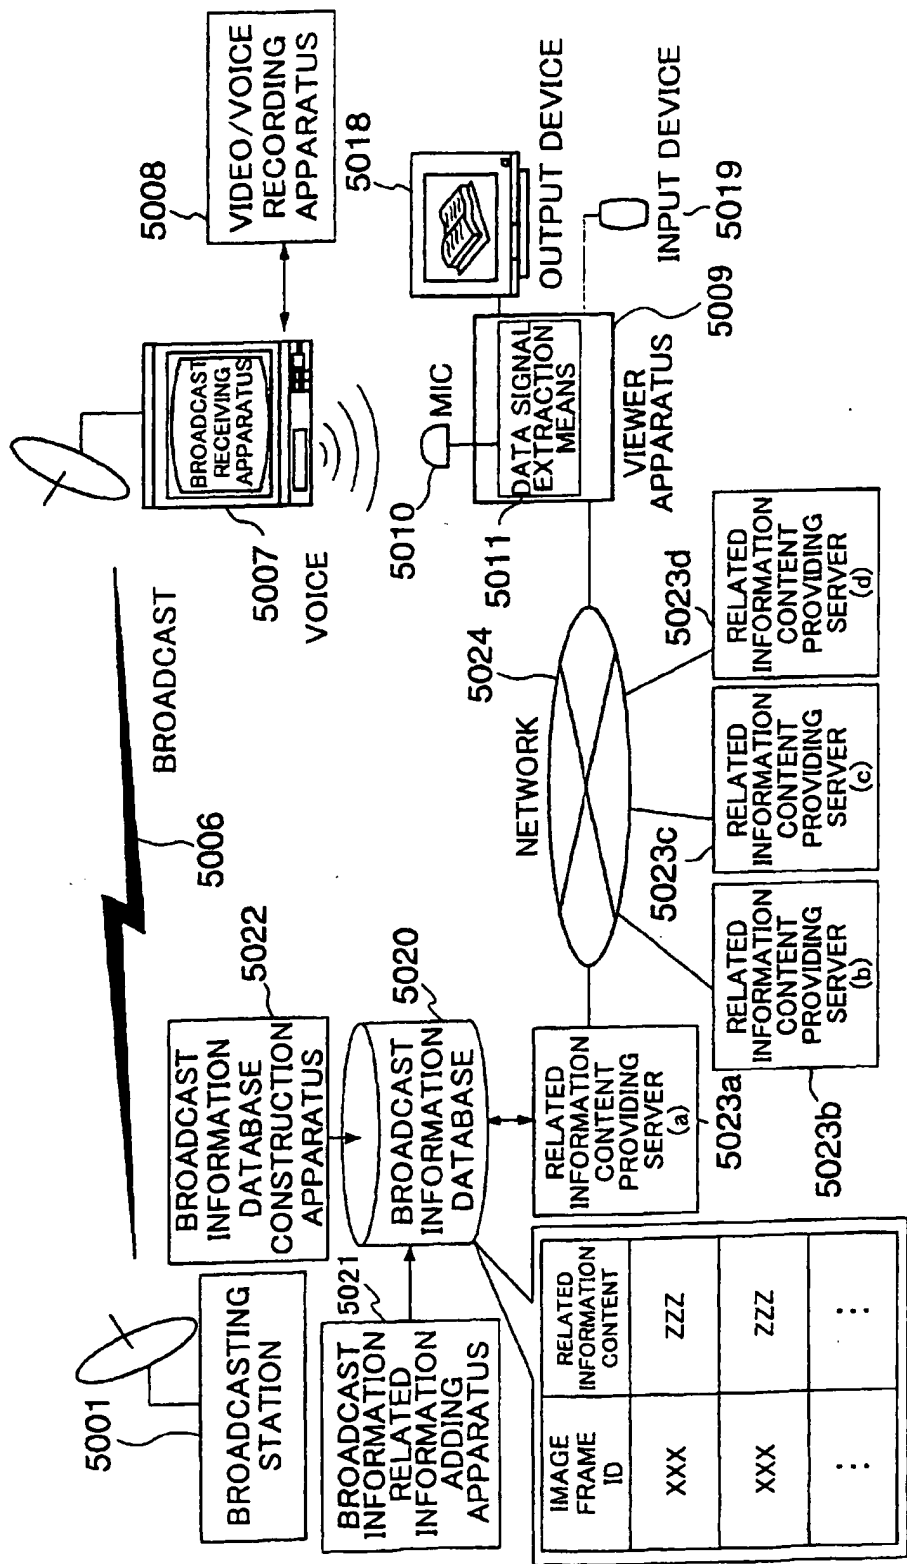 5001
BROADCASTING
STATION
BROADCAST
5006
5007
BROADCAST
RECEIVING
APPARATUS
VOICE
5008
VIDEO/VOICE
RECORDING
APPARATUS
BROADCAST
INFORMATION
RELATED
INFORMATION
ADDING
APPARATUS
5021
BROADCAST
INFORMATION
DATABASE
CONSTRUCTION
APPARATUS
5022
BROADCAST
INFORMATION
DATABASE
5020
5010
MIC
5011
DATA SIGNAL
EXTRACTION
MEANS
VIEWER
APPARATUS
5009
5018
OUTPUT DEVICE
INPUT DEVICE
5019
NETWORK
5024
RELATED
INFORMATION
CONTENT
PROVIDING
SERVER
(a)
5023a
RELATED
INFORMATION
CONTENT
PROVIDING
SERVER
(b)
5023b
RELATED
INFORMATION
CONTENT
PROVIDING
SERVER
(c)
5023c
RELATED
INFORMATION
CONTENT
PROVIDING
SERVER
(d)
5023d
IMAGE
FRAME
ID
RELATED
INFORMATION
CONTENT
XXX
ZZZ
XXX
ZZZ
⋮
⋮